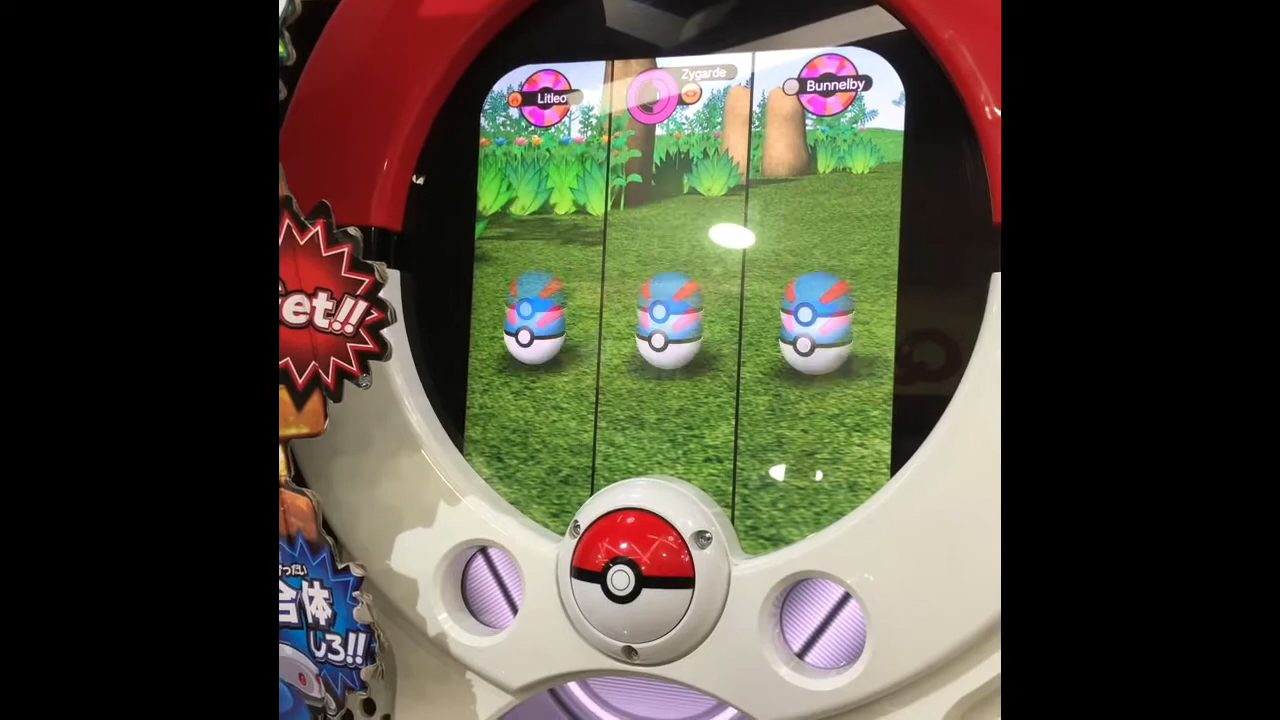 Litleo
Zygarde
Bunnelby
et!!
合体
しろ!!